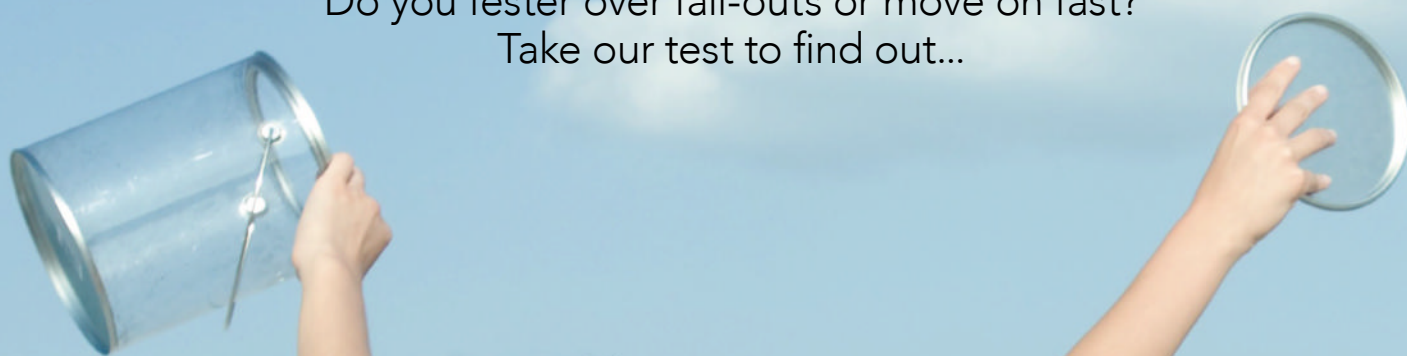 Do you fester over fall-outs or move on fast?
Take our test to find out...